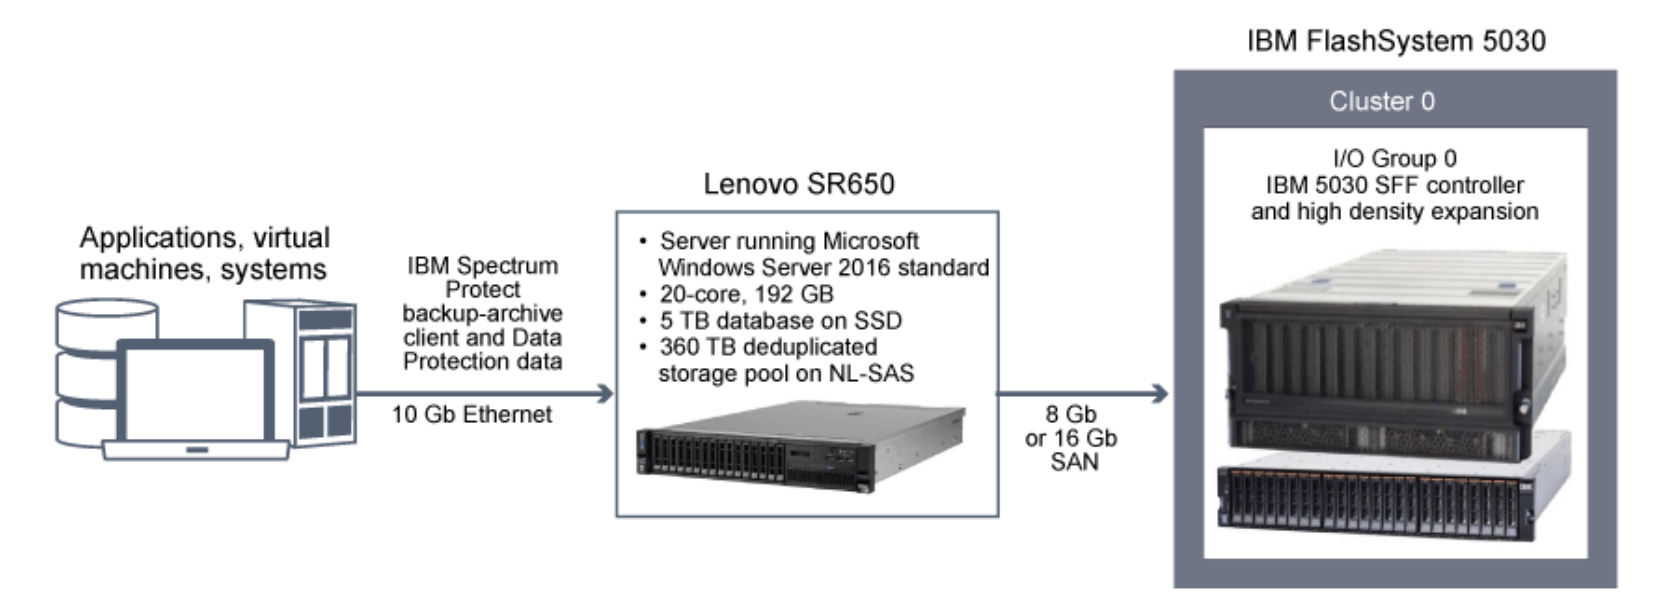 Applications, virtual
machines, systems
IBM Spectrum
Protect
backup-archive
client and Data
Protection data
10 Gb Ethernet
Lenovo SR650
• Server running Microsoft
Windows Server 2016 standard
• 20-core, 192 GB
• 5 TB database on SSD
• 360 TB deduplicated
storage pool on NL-SAS
8 Gb
or 16 Gb
SAN
IBM FlashSystem 5030
Cluster 0
I/O Group 0
IBM 5030 SFF controller
and high density expansion